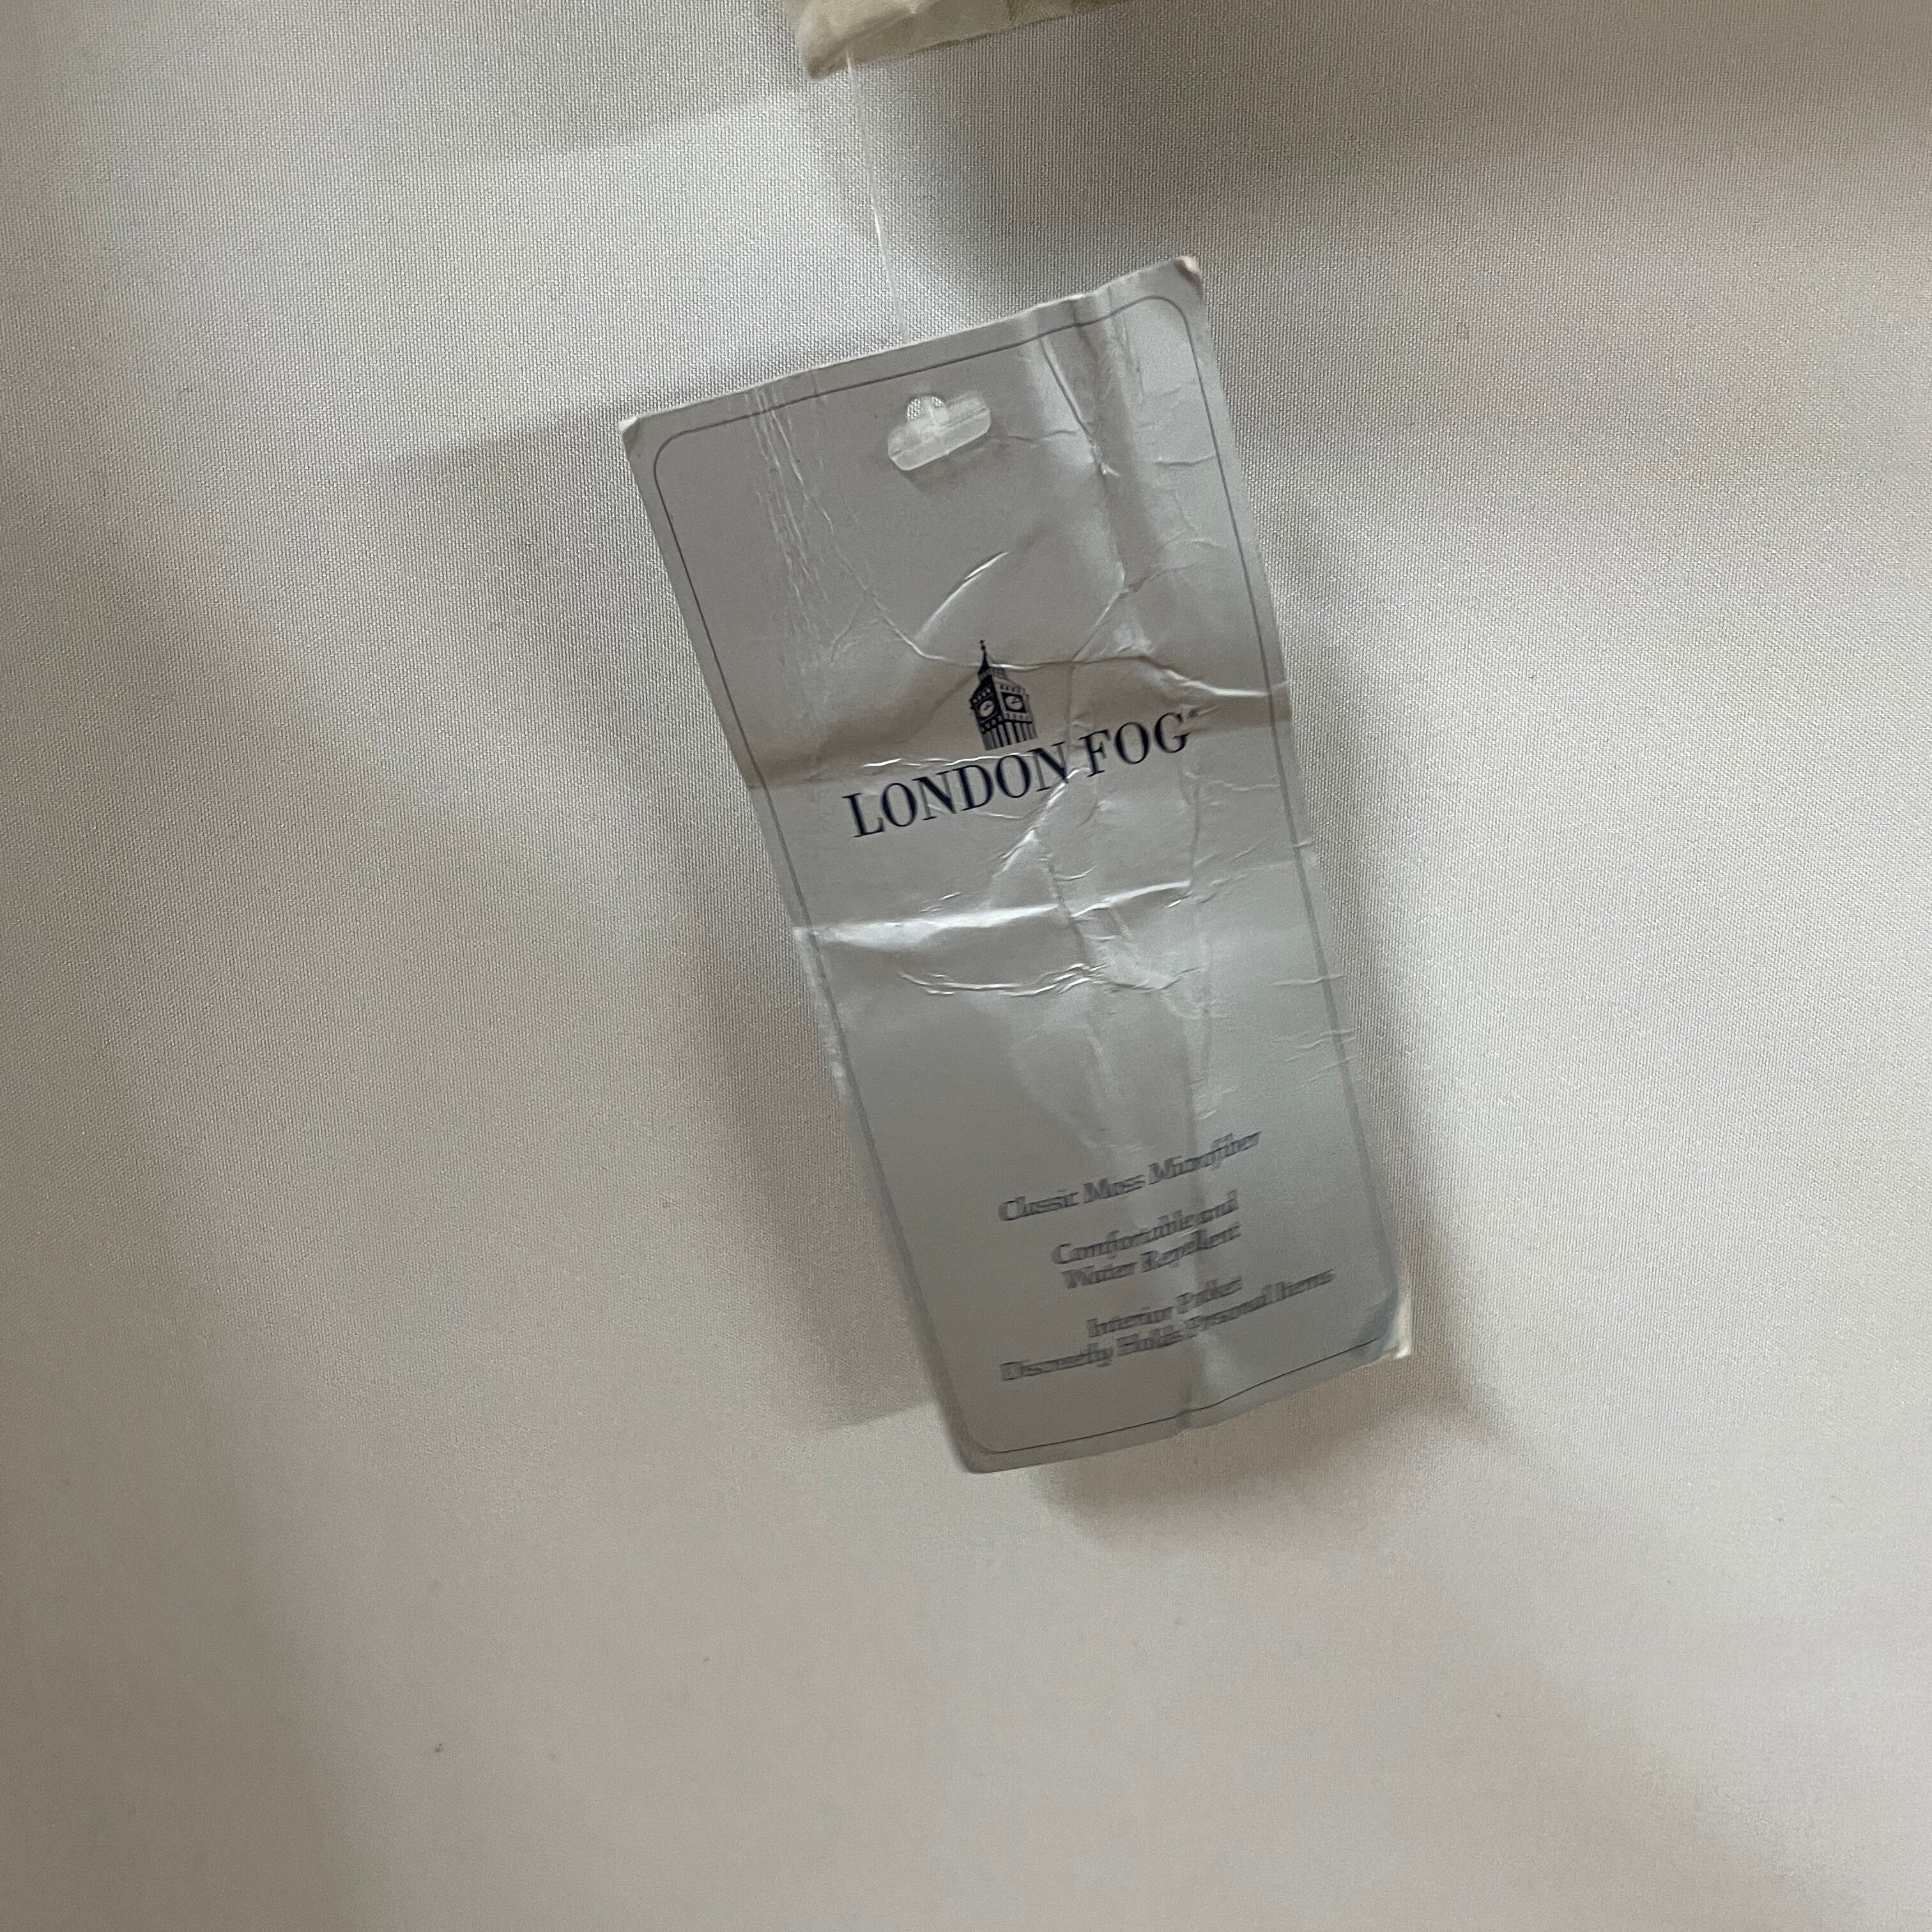 LONDON FOG®
Classic Moss Microfiber
Comfortable and
Water Repellent
Interior Pocket
Discreetly Holds Personal Items